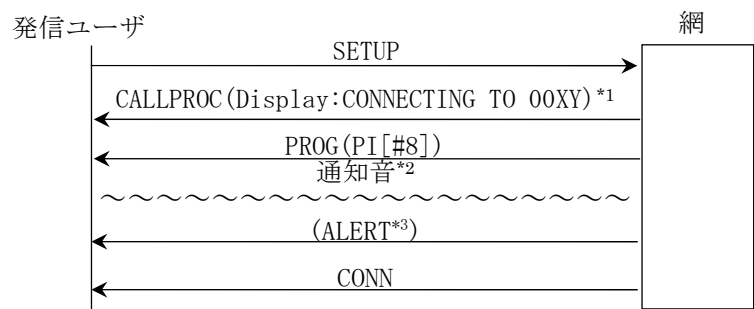 発信ユーザ
網
SETUP
CALLPROC(Display:CONNECTING TO 00XY)*1
PROG(PI[#8])
通知音*2
～～～～～～～～～～～～～～～～～～～
(ALERT*3)
CONN